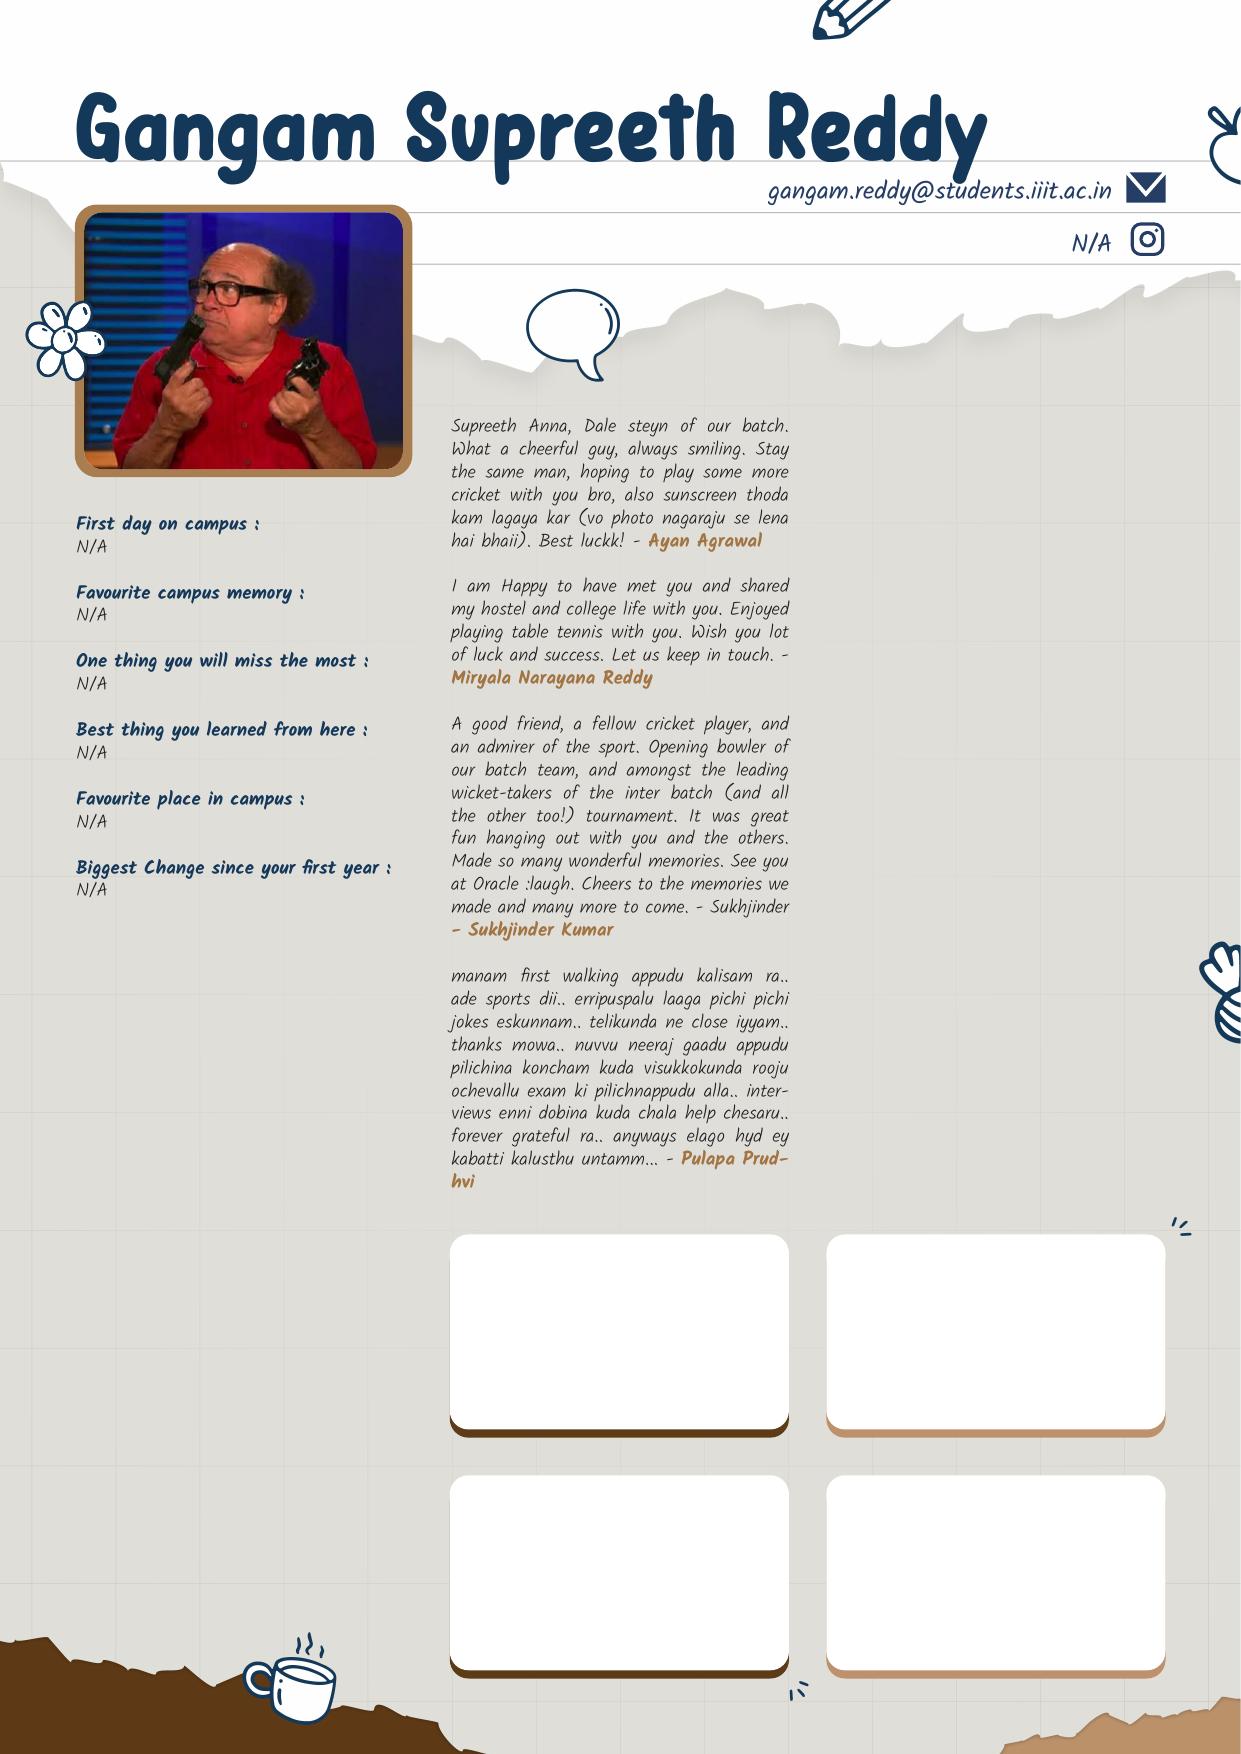 Gangam Supreeth Reddy
gangam.reddy@students.iiit.ac.in
N/A
First day on campus :
N/A
Favourite campus memory :
N/A
One thing you will miss the most :
N/A
Best thing you learned from here :
N/A
Favourite place in campus :
N/A
Biggest Change since your first year :
N/A
Supreeth Anna, Dale steyn of our batch.
What a cheerful guy, always smiling. Stay
the same man, hoping to play some more
cricket with you bro, also sunscreen thoda
kam lagaya kar (vo photo nagaraju se lena
hai bhaii). Best luckk! - Ayan Agrawal
I am Happy to have met you and shared
my hostel and college life with you. Enjoyed
playing table tennis with you. Wish you lot
of luck and success. Let us keep in touch. -
Miryala Narayana Reddy
A good friend, a fellow cricket player, and
an admirer of the sport. Opening bowler of
our batch team, and amongst the leading
wicket-takers of the inter batch (and all
the other too!) tournament. It was great
fun hanging out with you and the others.
Made so many wonderful memories. See you
at Oracle :laugh. Cheers to the memories we
made and many more to come. - Sukhjinder
- Sukhjinder Kumar
manam first walking appudu kalisam ra..
ade sports dii.. erripuspalu laaga pichi pichi
jokes eskunnam.. telikunda ne close iyyam..
thanks mowa.. nuvvu neeraj gaadu appudu
pilichina koncham kuda visukkokunda rooju
ochevallu exam ki pilichnappudu alla.. inter-
views enni dobina kuda chala help chesaru..
forever grateful ra.. anyways elago hyd ey
kabatti kalusthu untamm... - Pulapa Prud-
hvi